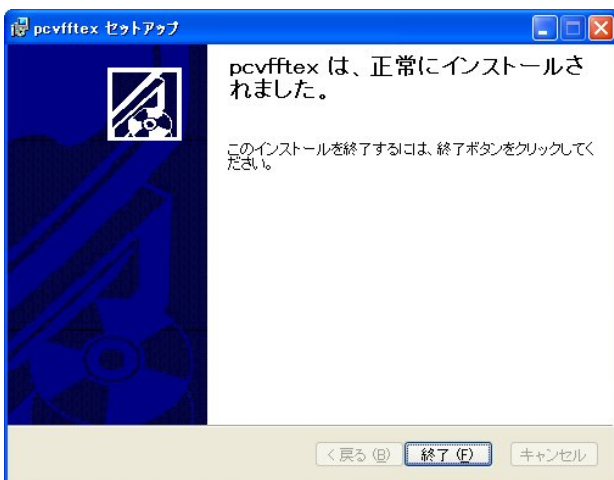 pcvfftex セットアップ
pcvfftex は、正常にインストールさ
れました。
このインストールを終了するには、終了ボタンをクリックしてく
ださい。
< 戻る (B)
終了 (F)
キャンセル